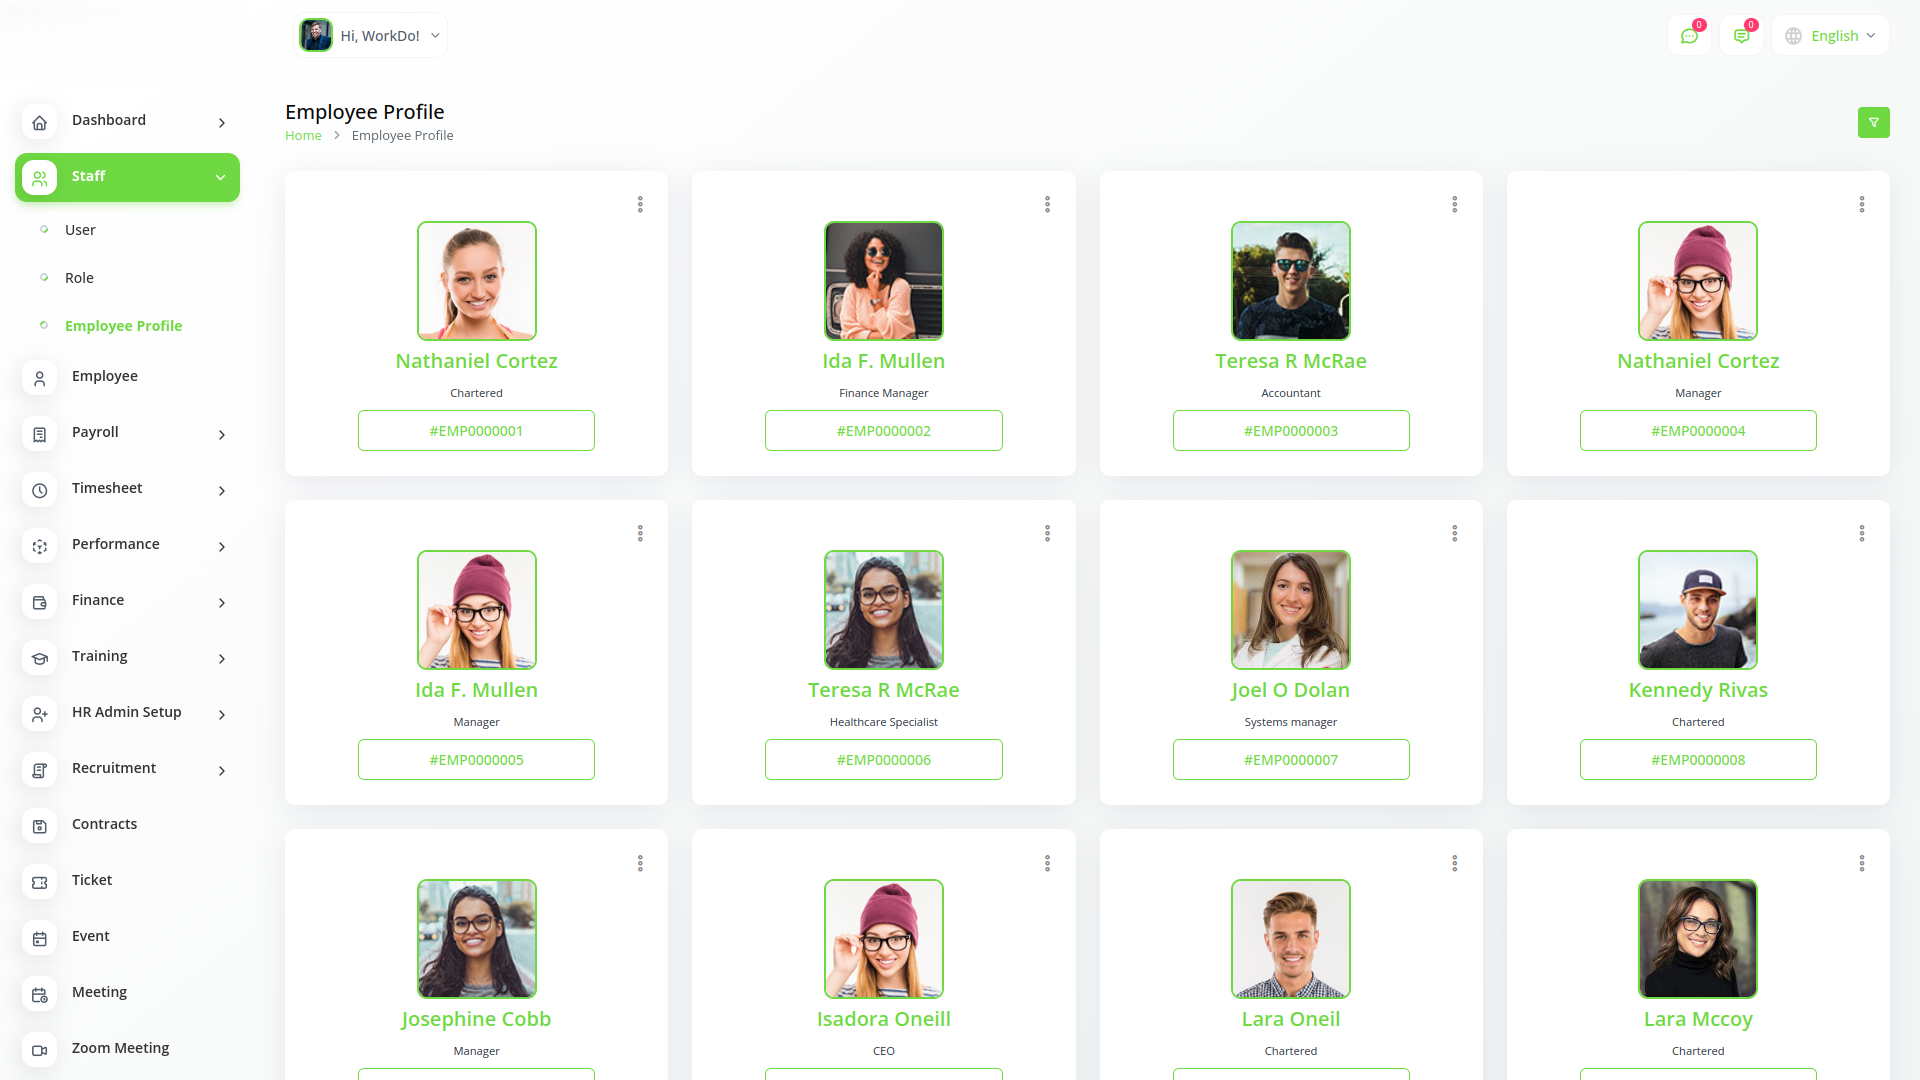 Hi, WorkDo!
0
0
English
Dashboard
Staff
User
Role
Employee Profile
Employee
Payroll
Timesheet
Performance
Finance
Training
HR Admin Setup
Recruitment
Contracts
Ticket
Event
Meeting
Zoom Meeting
Employee Profile
Home > Employee Profile
Nathaniel Cortez
Chartered
#EMP0000001
Ida F. Mullen
Finance Manager
#EMP0000002
Teresa R McRae
Accountant
#EMP0000003
Nathaniel Cortez
Manager
#EMP0000004
Ida F. Mullen
Manager
#EMP0000005
Teresa R McRae
Healthcare Specialist
#EMP0000006
Joel O Dolan
Systems manager
#EMP0000007
Kennedy Rivas
Chartered
#EMP0000008
Josephine Cobb
Manager
Isadora Oneill
CEO
Lara Oneil
Chartered
Lara Mccoy
Chartered